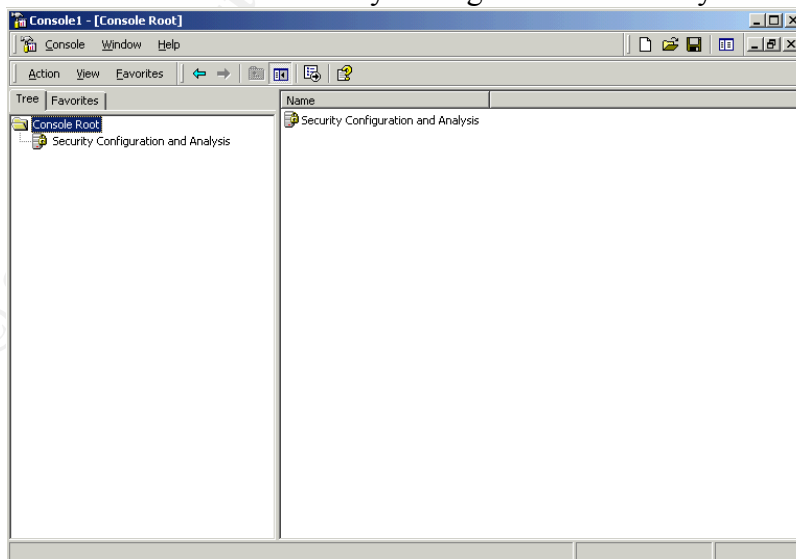 Console1 - [Console Root]
Console Window Help
Action View Favorites
Tree Favorites
Name
Console Root
Security Configuration and Analysis
Security Configuration and Analysis